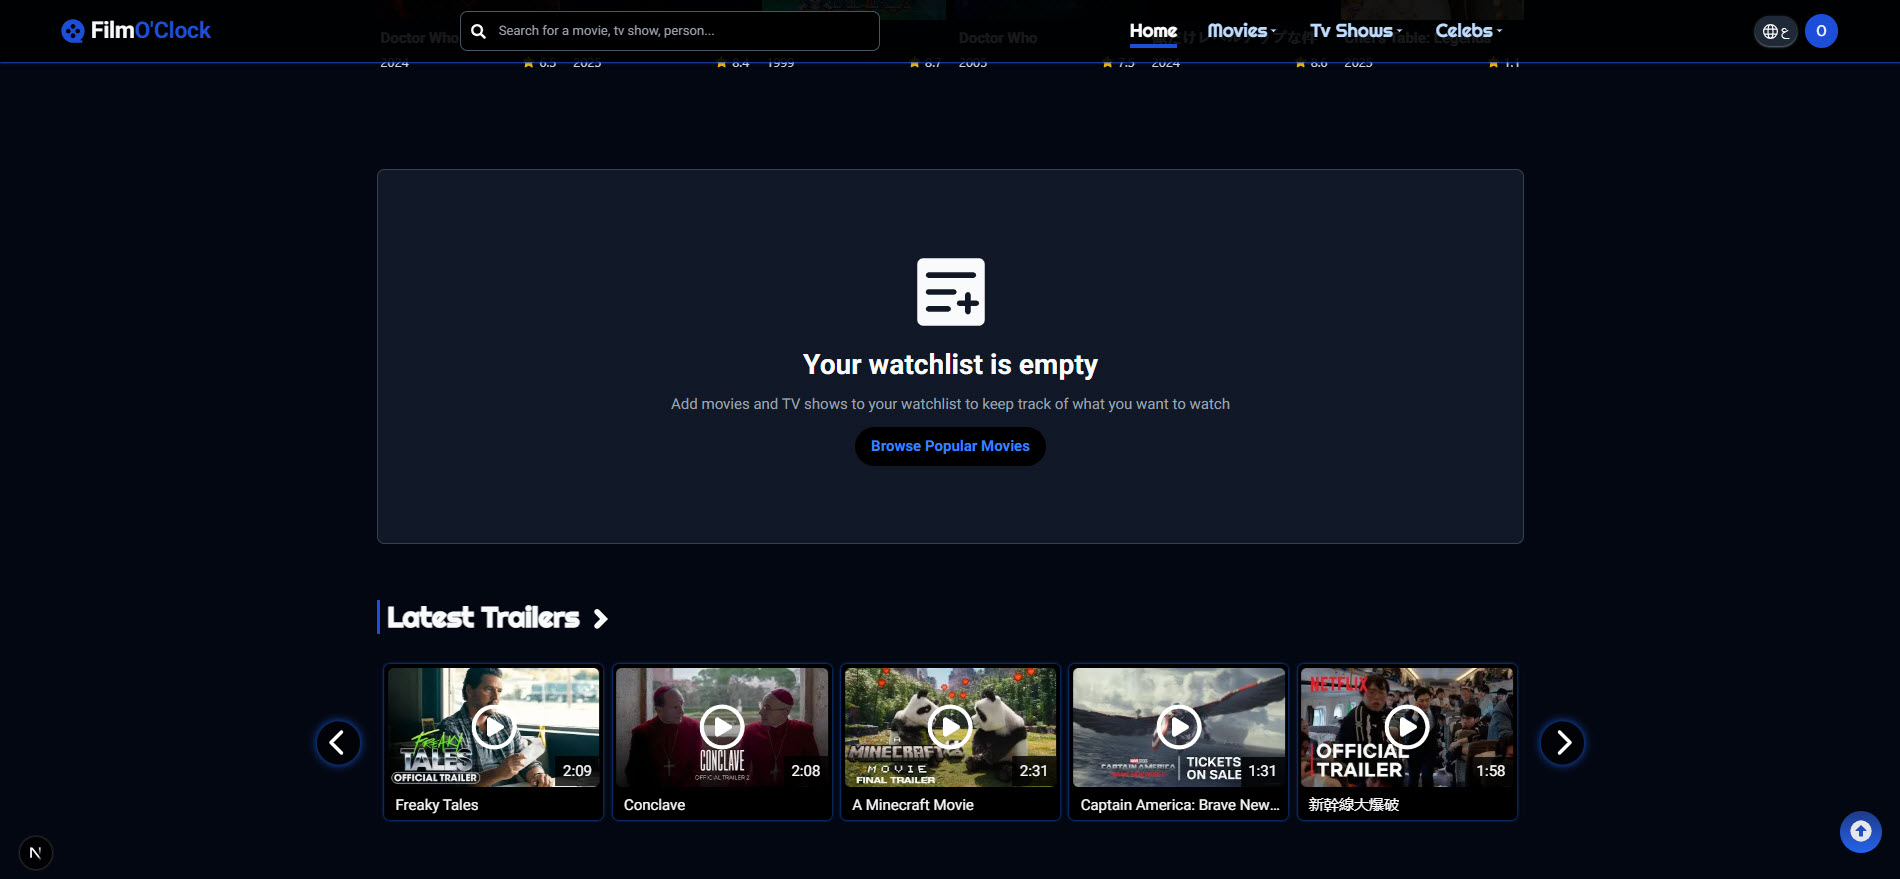 FilmO'Clock
Search for a movie, tv show, person...
Home
Movies
Tv Shows
Celebs
ع
O
Doctor Who
Doctor Who
Chef's Table: Legends
2024 6.5
2025 8.4
1999 8.7
2005 7.5
2024 8.6
2025 1.1
Your watchlist is empty
Add movies and TV shows to your watchlist to keep track of what you want to watch
Browse Popular Movies
Latest Trailers
FREAKY
TALES
OFFICIAL TRAILER
2:09
Freaky Tales
CONCLAVE
OFFICIAL TRAILER 2
2:08
Conclave
A
MINECRAFT
MOVIE
FINAL TRAILER
2:31
A Minecraft Movie
CAPTAIN AMERICA
TICKETS
ON SALE
1:31
Captain America: Brave New...
NETFLIX
OFFICIAL
TRAILER
1:58
新幹線大爆破
N